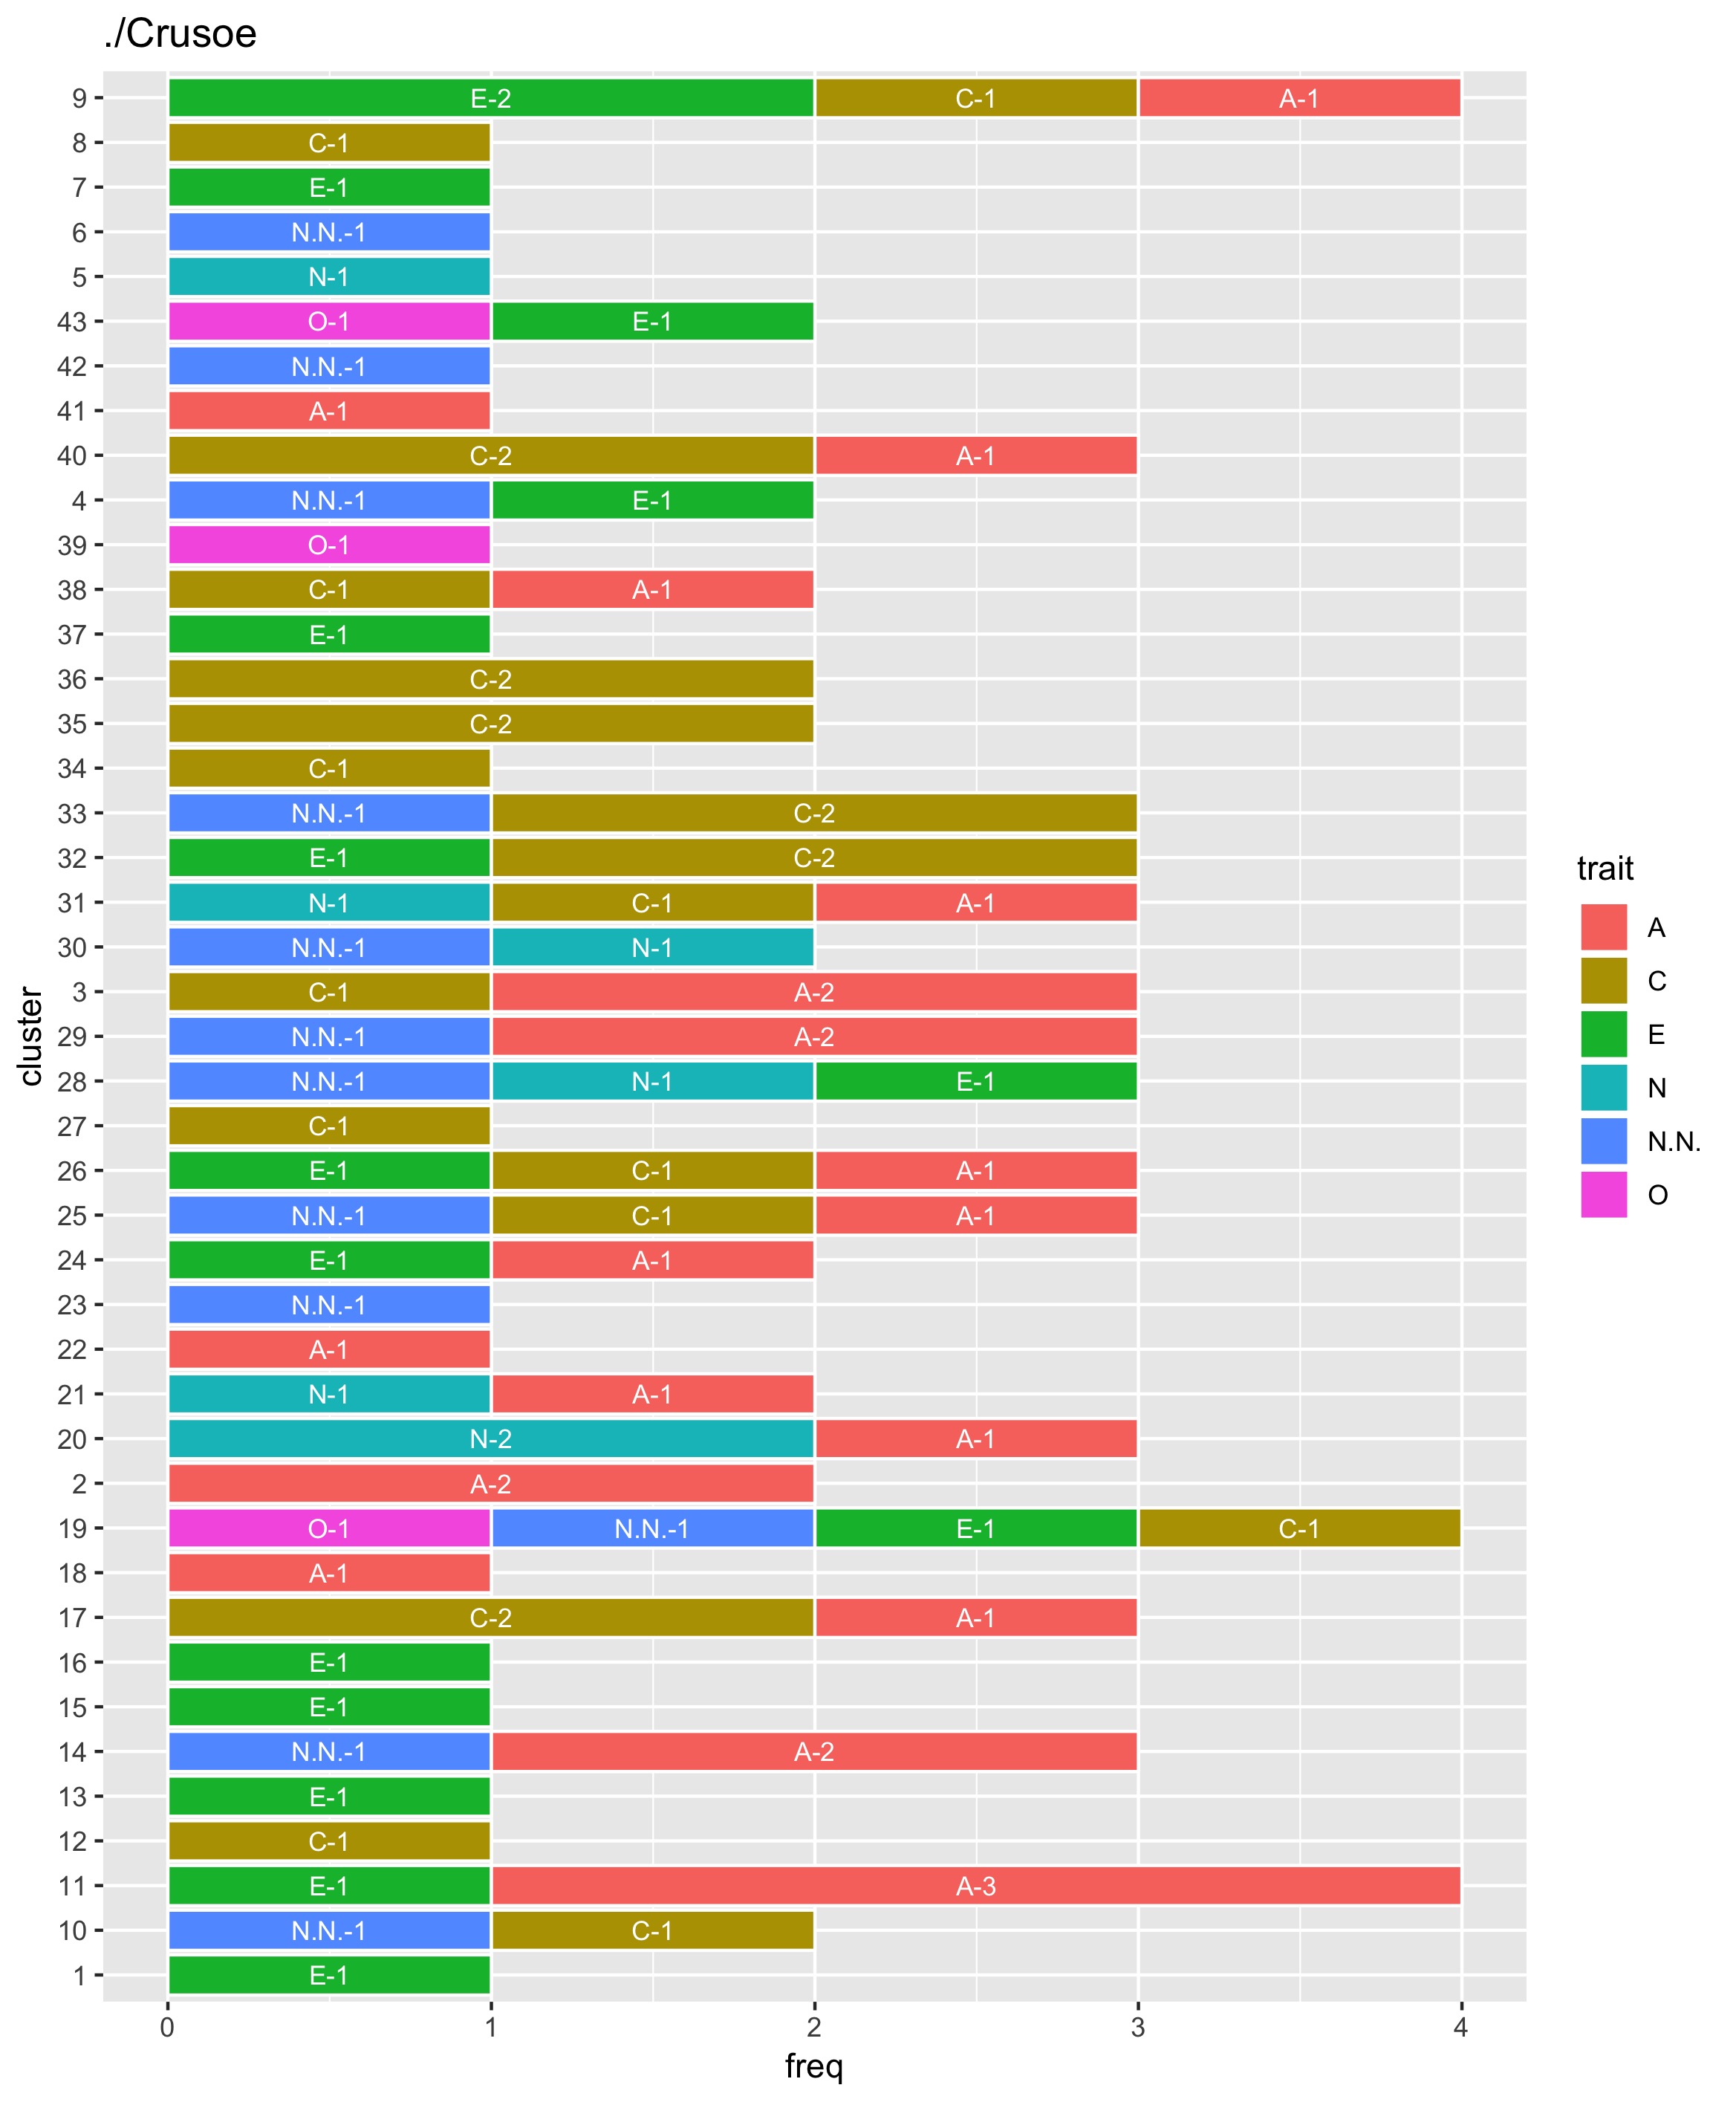 ./Crusoe
9 E-2 C-1 A-1
8 C-1
7 E-1
6 N.N.-1
5 N-1
43 O-1 E-1
42 N.N.-1
41 A-1
40 C-2 A-1
4 N.N.-1 E-1
39 O-1
38 C-1 A-1
37 E-1
36 C-2
35 C-2
34 C-1
33 N.N.-1 C-2
32 E-1 C-2
31 N-1 C-1 A-1
30 N.N.-1 N-1
3 C-1 A-2
29 N.N.-1 A-2
28 N.N.-1 N-1 E-1
27 C-1
26 E-1 C-1 A-1
25 N.N.-1 C-1 A-1
24 E-1 A-1
23 N.N.-1
22 A-1
21 N-1 A-1
20 N-2 A-1
2 A-2
19 O-1 N.N.-1 E-1 C-1
18 A-1
17 C-2 A-1
16 E-1
15 E-1
14 N.N.-1 A-2
13 E-1
12 C-1
11 E-1 A-3
10 N.N.-1 C-1
1 E-1
0 1 2 3 4
freq
cluster
trait
A
C
E
N
N.N.
O